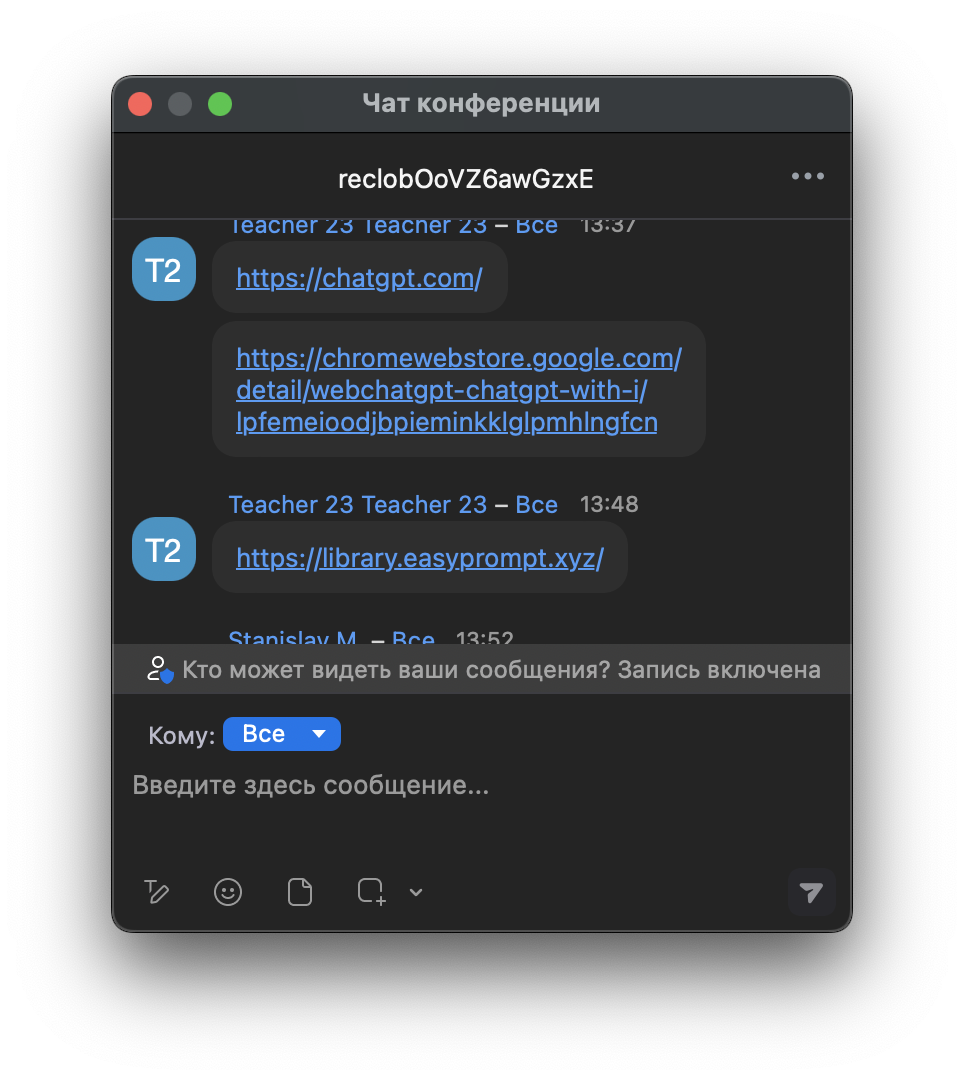 Чат конференции
reclobOoVZ6awGzxE
Teacher 23 Teacher 23 – Все 13:37
T2
https://chatgpt.com/
https://chromewebstore.google.com/
detail/webchatgpt-chatgpt-with-i/
lpfemeioodjbpieminkklglpmhlngfcn
Teacher 23 Teacher 23 – Все 13:48
T2
https://library.easyprompt.xyz/
Stanislav M. – Все 13:52
Кто может видеть ваши сообщения? Запись включена
Кому: Все
Введите здесь сообщение...